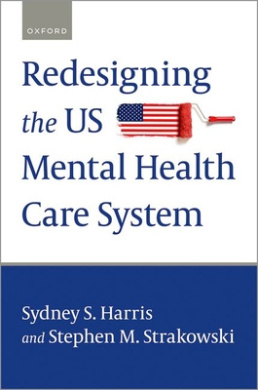 OXFORD
Redesigning
the US
Mental Health
Care System
Sydney S. Harris
and Stephen M. Strakowski